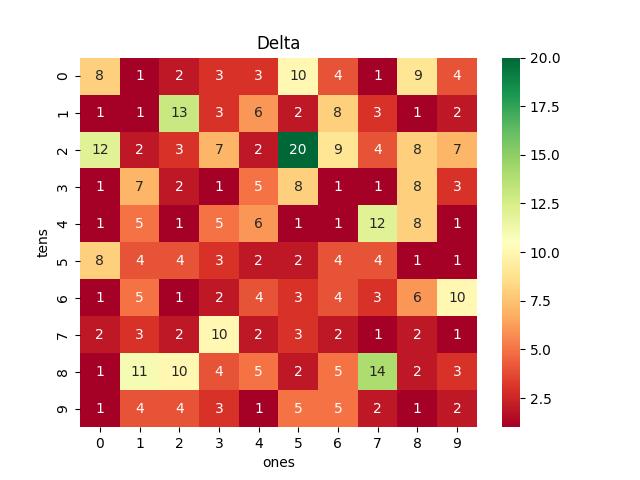 Delta
tens
0 8 1 2 3 3 10 4 1 9 4
1 1 1 13 3 6 2 8 3 1 2
2 12 2 3 7 2 20 9 4 8 7
3 1 7 2 1 5 8 1 1 8 3
4 1 5 1 5 6 1 1 12 8 1
5 8 4 4 3 2 2 4 4 1 1
6 1 5 1 2 4 3 4 3 6 10
7 2 3 2 10 2 3 2 1 2 1
8 1 11 10 4 5 2 5 14 2 3
9 1 4 4 3 1 5 5 2 1 2
0 1 2 3 4 5 6 7 8 9
ones
20.0
17.5
15.0
12.5
10.0
7.5
5.0
2.5